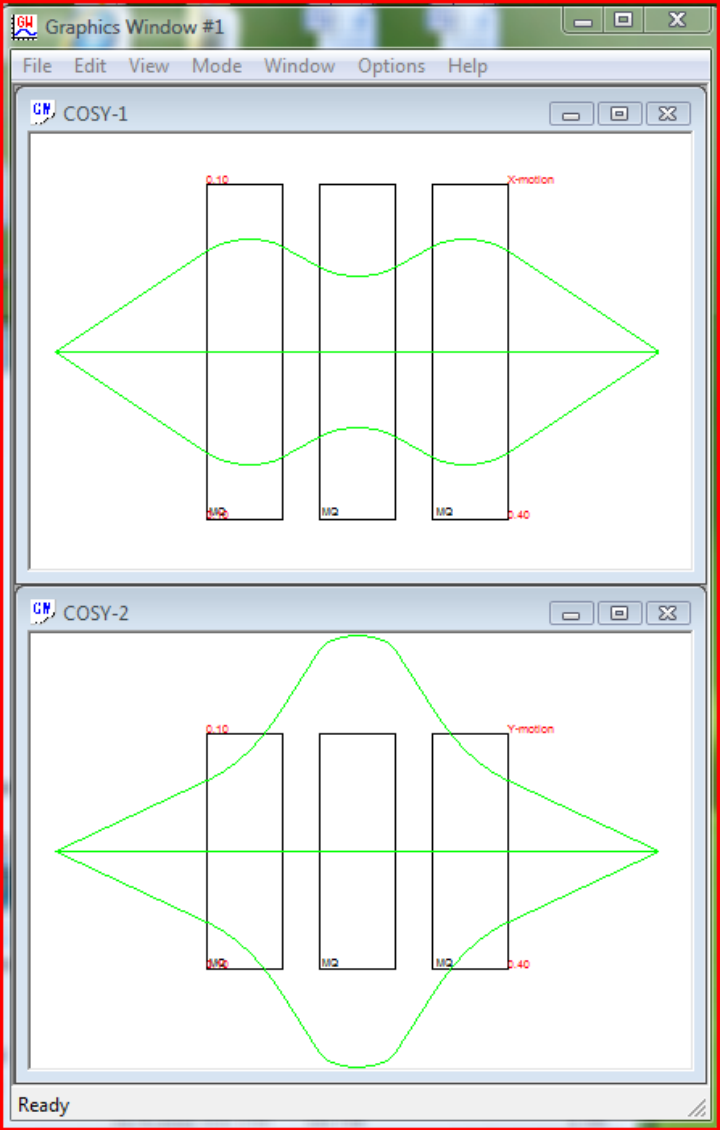 Graphics Window #1
File Edit View Mode Window Options Help
COSY-1
0.10 X-motion
MQ MQ MQ 0.40
COSY-2
0.10 Y-motion
MQ MQ MQ 0.40
Ready